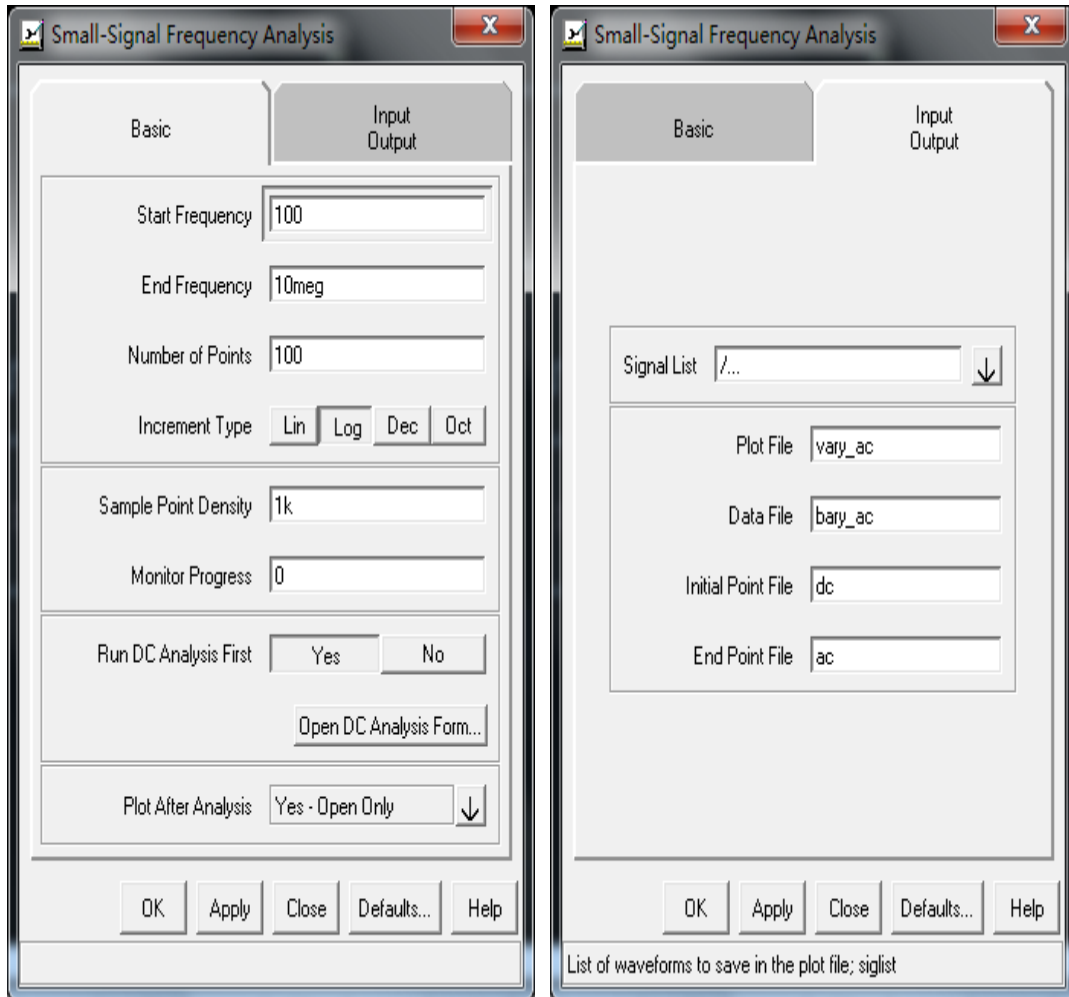 Small-Signal Frequency Analysis
X
Basic
Input
Output
Start Frequency 100
End Frequency 10meg
Number of Points 100
Increment Type Lin Log Dec Oct
Sample Point Density 1k
Monitor Progress 0
Run DC Analysis First Yes No
Open DC Analysis Form...
Plot After Analysis Yes - Open Only
OK Apply Close Defaults... Help
Small-Signal Frequency Analysis
X
Basic
Input
Output
Signal List /...
Plot File vary_ac
Data File bary_ac
Initial Point File dc
End Point File ac
OK Apply Close Defaults... Help
List of waveforms to save in the plot file; siglist